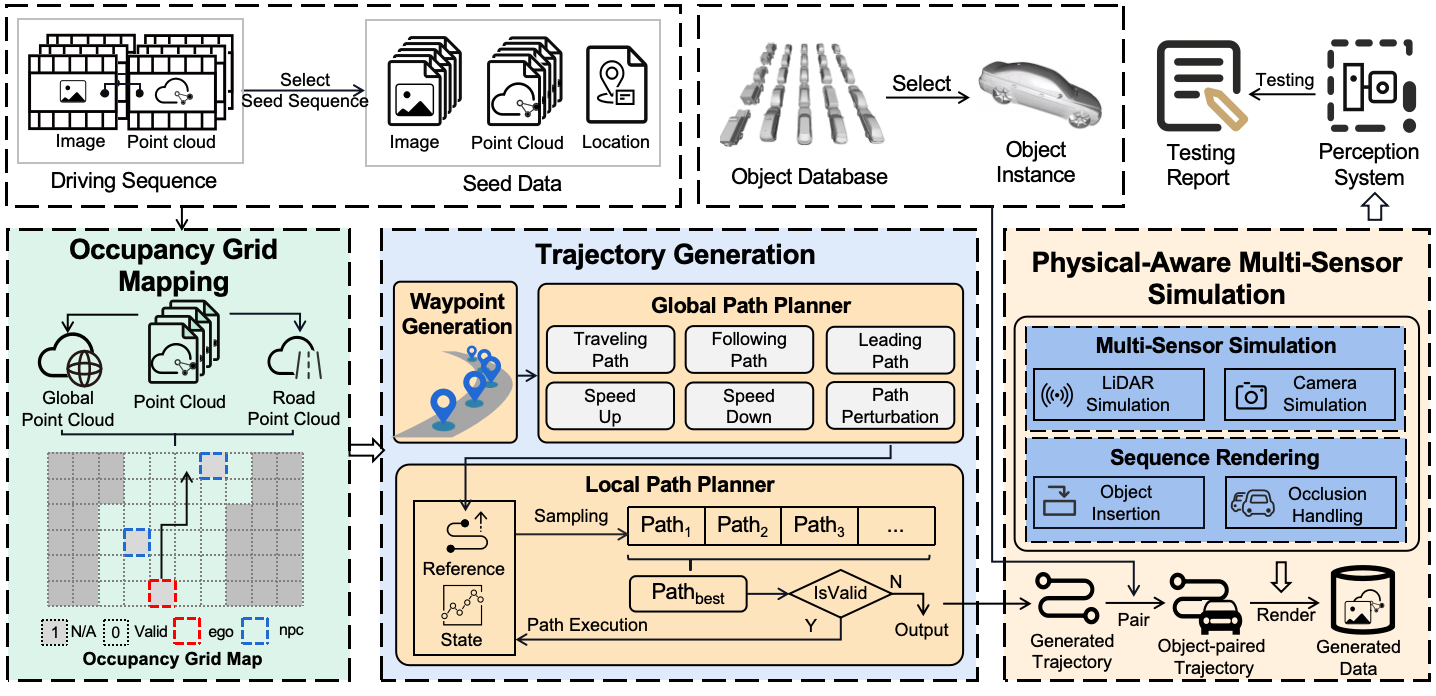 Select
Seed Sequence
Image
Point cloud
Driving Sequence
Image
Point Cloud
Location
Seed Data
Object Database
Select
Object
Instance
Testing
Report
Testing
Perception
System
Occupancy Grid
Mapping
Global
Point Cloud
Point Cloud
Road
Point Cloud
1
N/A
0
Valid
ego
npc
Occupancy Grid Map
Trajectory Generation
Waypoint
Generation
Global Path Planner
Traveling
Path
Following
Path
Leading
Path
Speed
Up
Speed
Down
Path
Perturbation
Local Path Planner
Reference
State
Sampling
Path1
Path2
Path3
...
Pathbest
IsValid
N
Y
Path Execution
Output
Physical-Aware Multi-Sensor
Simulation
Multi-Sensor Simulation
LiDAR
Simulation
Camera
Simulation
Sequence Rendering
Object
Insertion
Occlusion
Handling
Generated
Trajectory
Pair
Object-paired
Trajectory
Render
Generated
Data